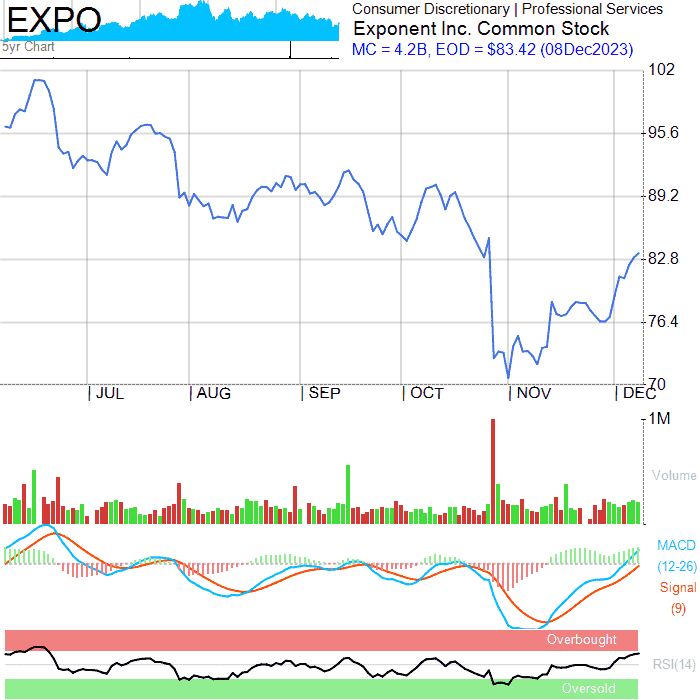 EXPO
5yr Chart
Consumer Discretionary | Professional Services
Exponent Inc. Common Stock
MC = 4.2B, EOD = $83.42 (08Dec2023)
102
95.6
89.2
82.8
76.4
70
| JUL
| AUG
| SEP
| OCT
| NOV
| DEC
1M
Volume
MACD
(12-26)
Signal
(9)
Overbought
RSI(14)
Oversold